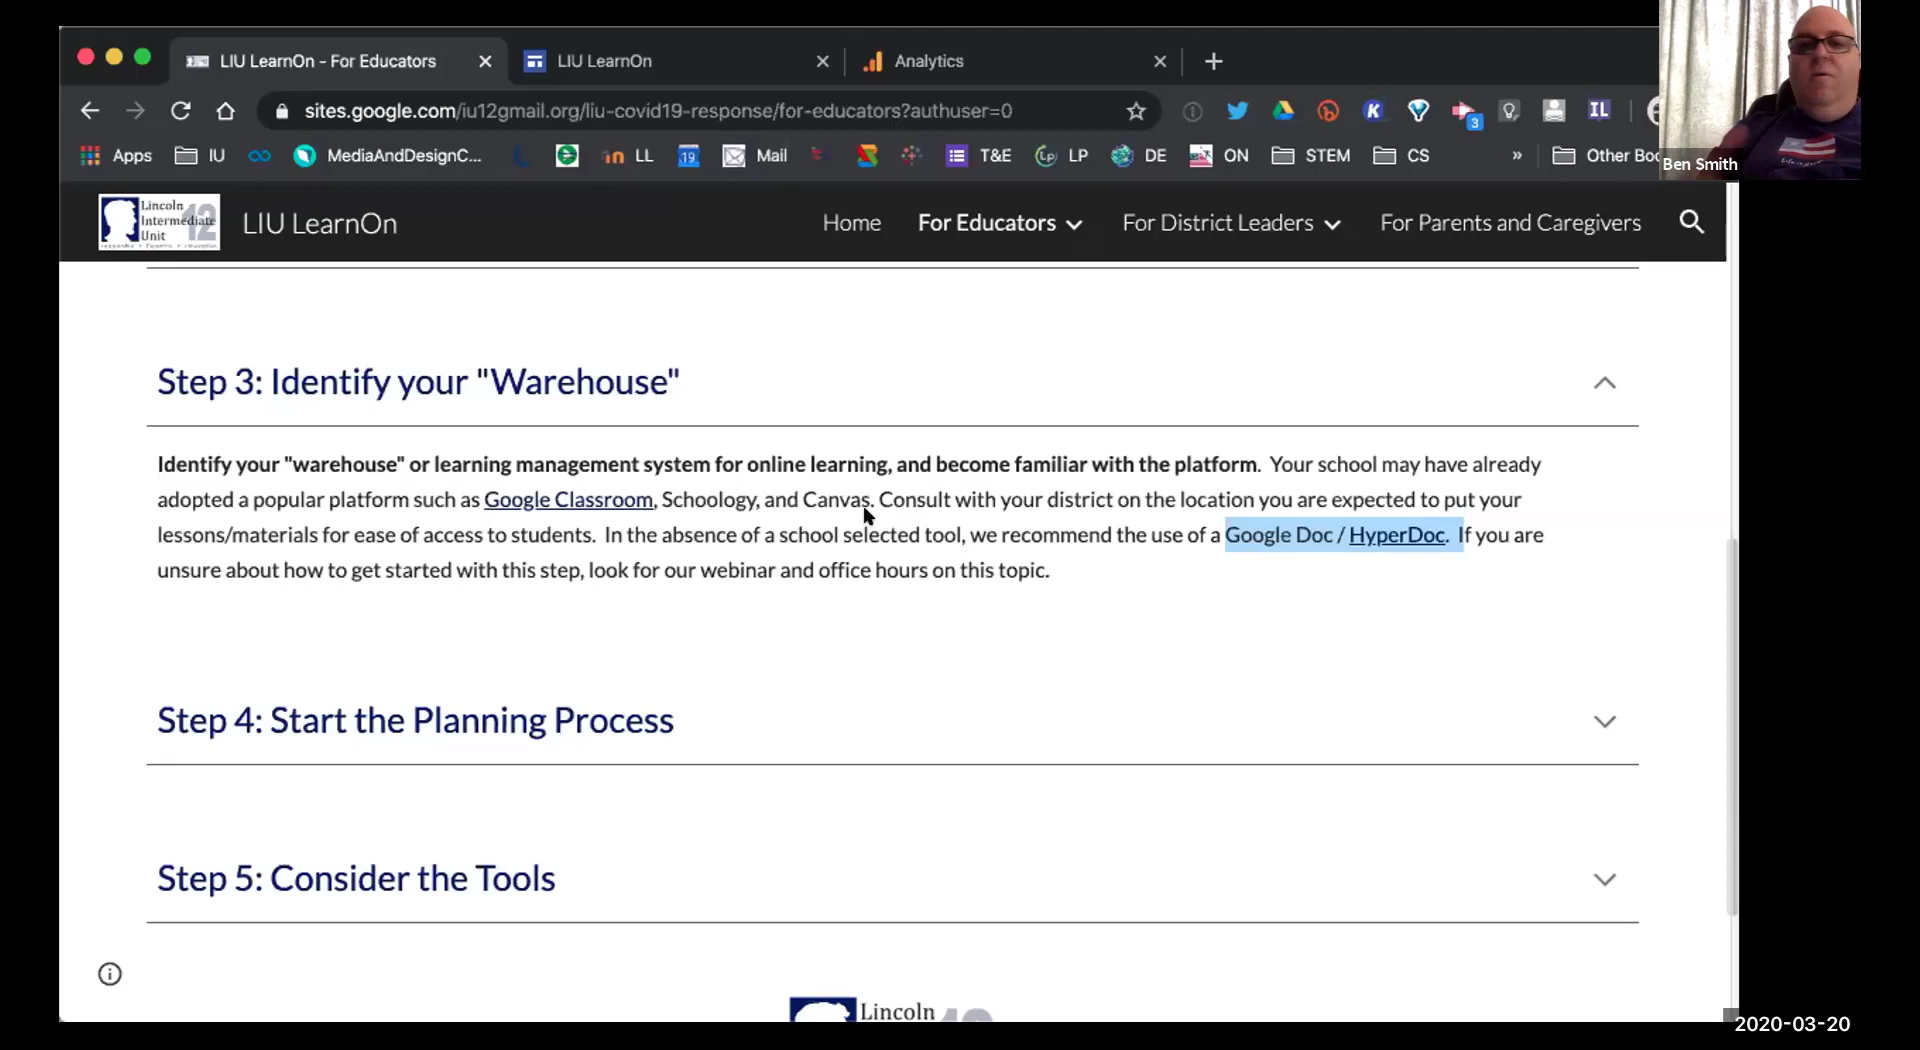 LIU LearnOn - For Educators
LIU LearnOn
Analytics
sites.google.com/iu12gmail.org/liu-covid19-response/for-educators?authuser=0
3
IL
Apps
IU
MediaAndDesignC...
LL
19
Mail
T&E
LP
DE
ON
STEM
CS
»
Other Boo
Ben Smith
Lincoln
Intermediate
Unit
12
LIU LearnOn
Home
For Educators
For District Leaders
For Parents and Caregivers
Step 3: Identify your "Warehouse"
Identify your "warehouse" or learning management system for online learning, and become familiar with the platform. Your school may have already
adopted a popular platform such as Google Classroom, Schoology, and Canvas. Consult with your district on the location you are expected to put your
lessons/materials for ease of access to students. In the absence of a school selected tool, we recommend the use of a Google Doc / HyperDoc. If you are
unsure about how to get started with this step, look for our webinar and office hours on this topic.
Step 4: Start the Planning Process
Step 5: Consider the Tools
Lincoln
2020-03-20